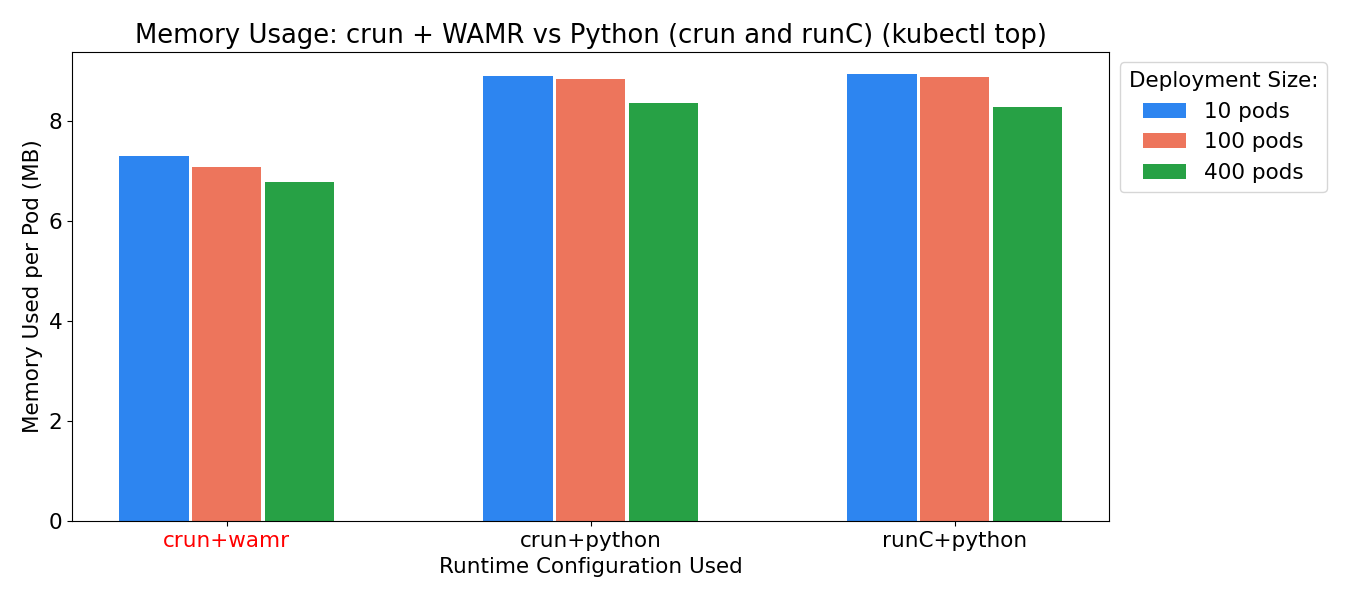 Memory Usage: crun + WAMR vs Python (crun and runC) (kubectl top)
Deployment Size:
10 pods
100 pods
400 pods
Memory Used per Pod (MB)
8
6
4
2
0
crun+wamr
crun+python
runC+python
Runtime Configuration Used